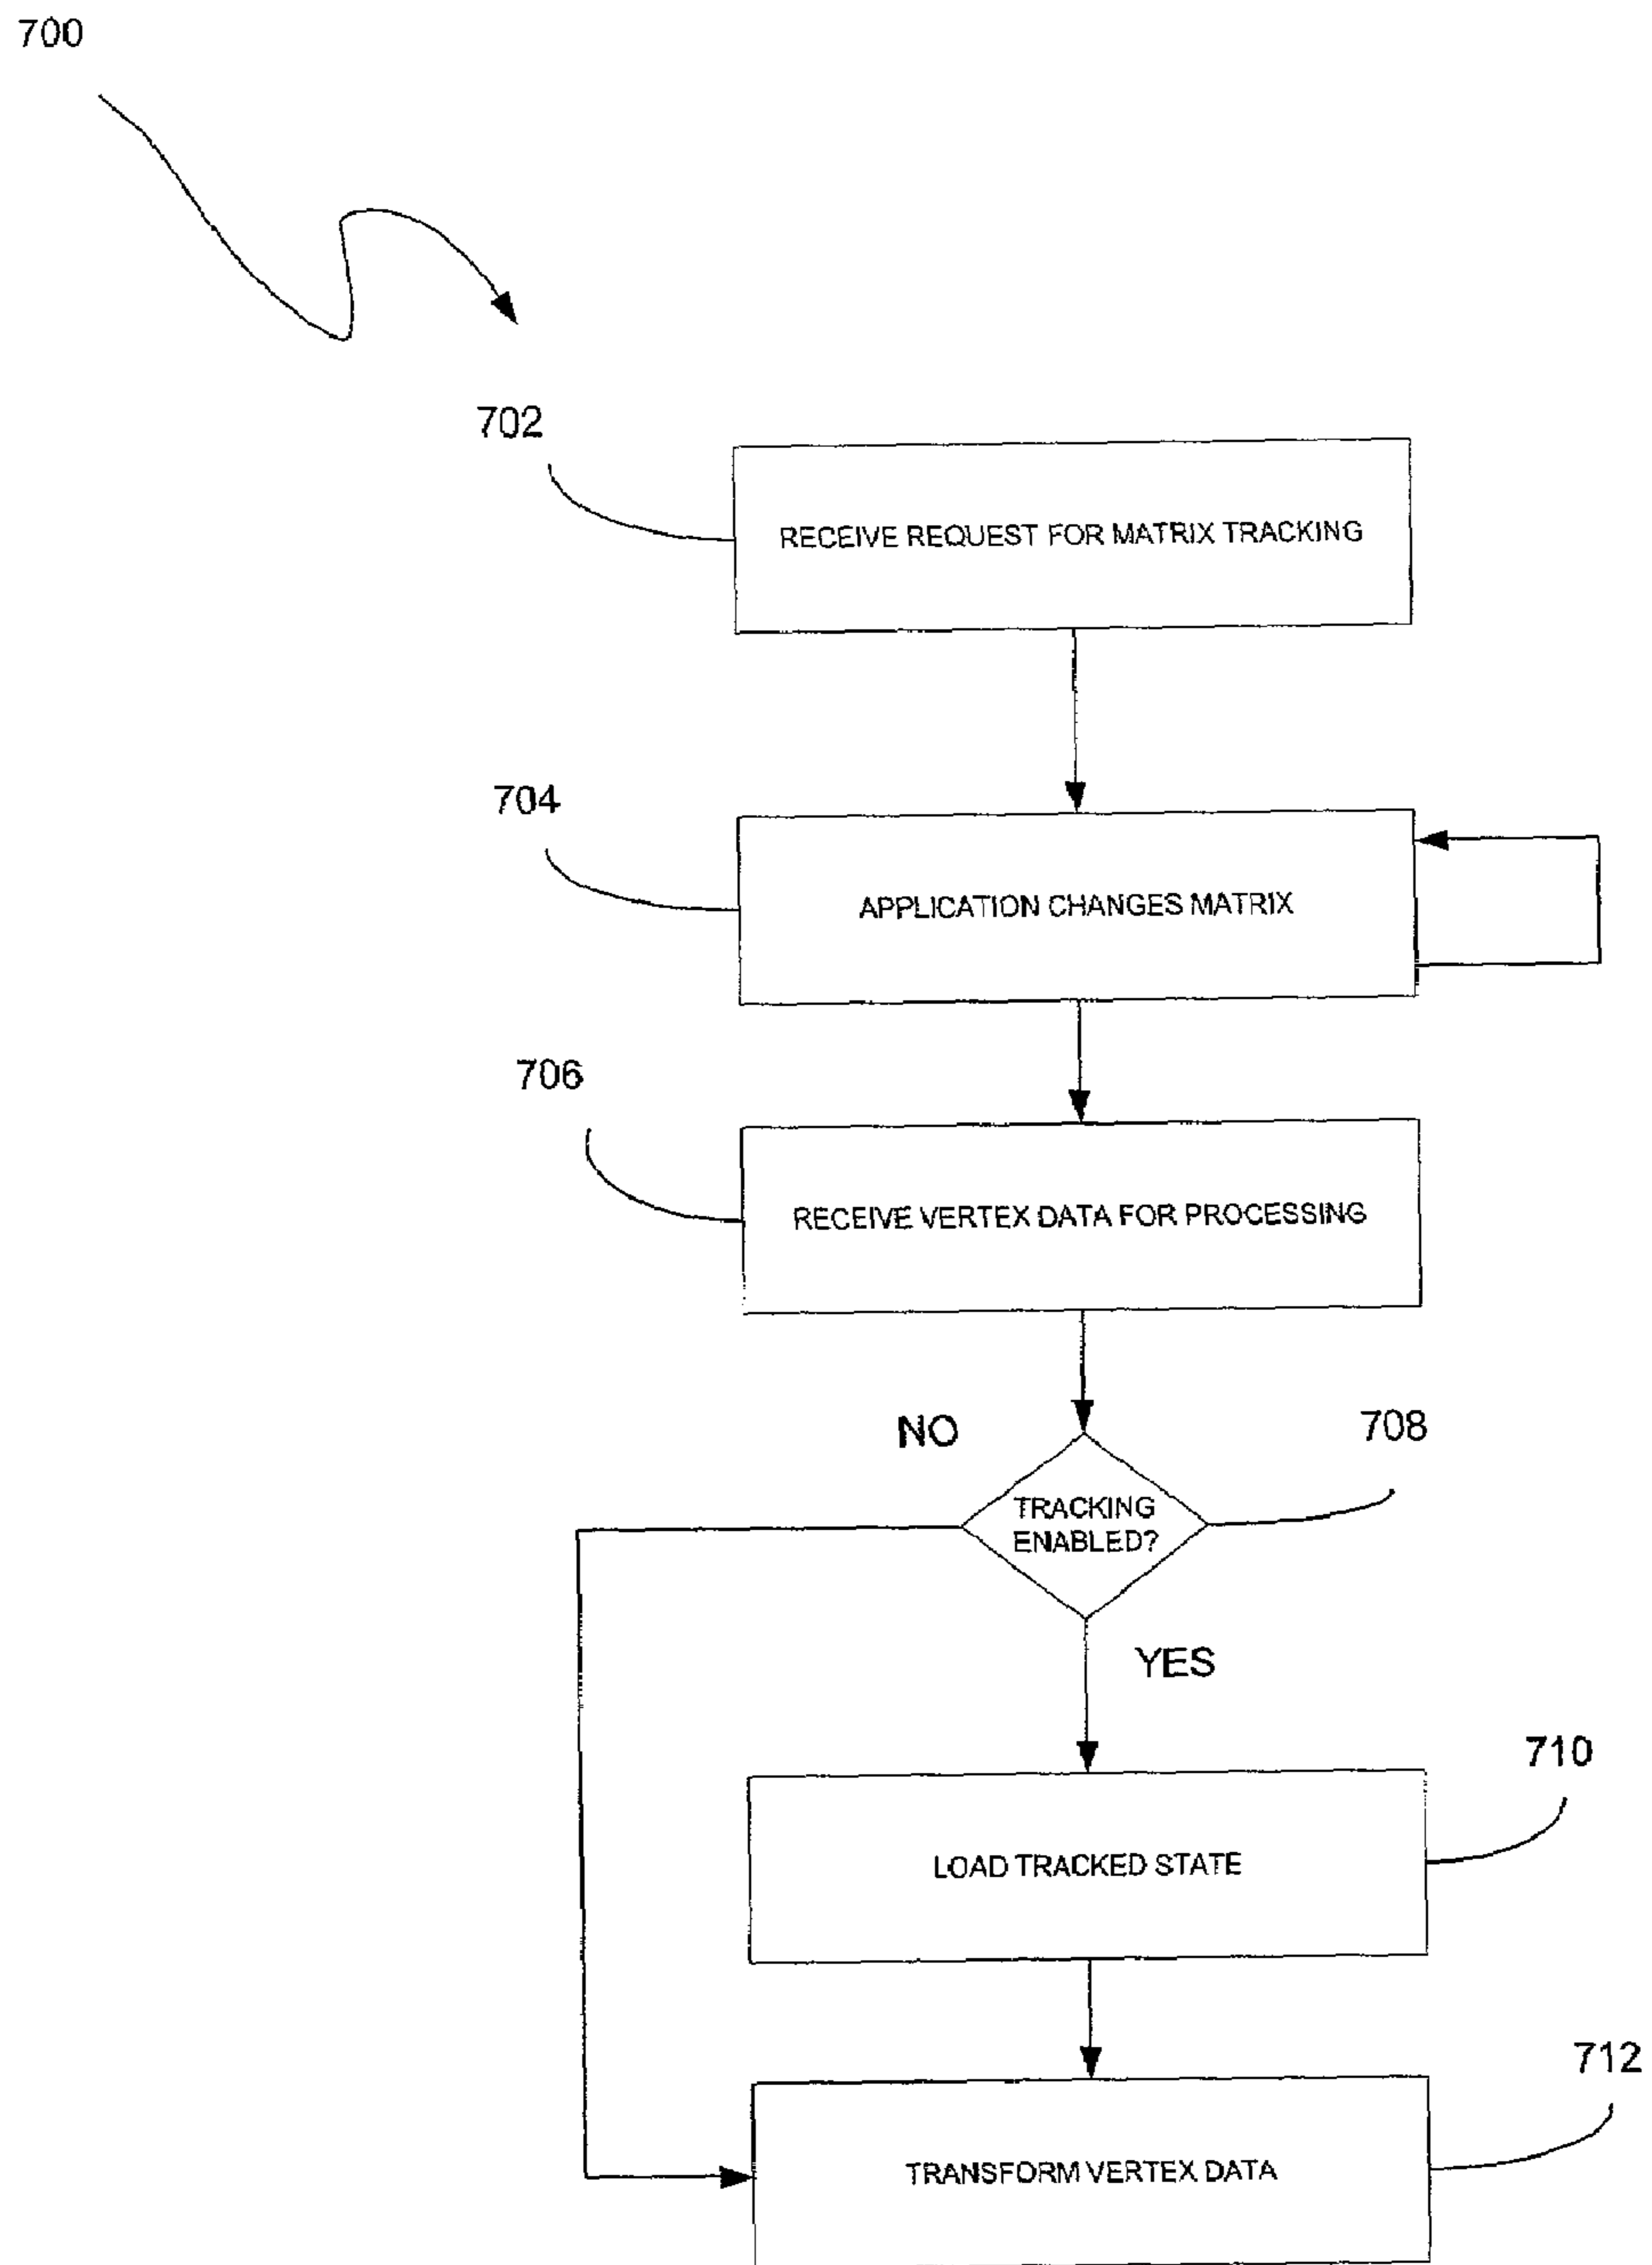 700
702
RECEIVE REQUEST FOR MATRIX TRACKING
704
APPLICATION CHANGES MATRIX
706
RECEIVE VERTEX DATA FOR PROCESSING
NO
708
TRACKING
ENABLED?
YES
710
LOAD TRACKED STATE
712
TRANSFORM VERTEX DATA